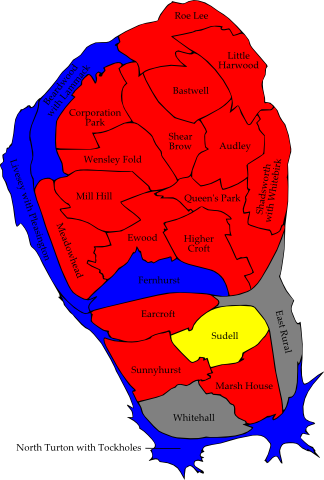 Roe Lee
Little
Harwood
Beardwood
with Lammack
Bastwell
Corporation
Park
Shear
Brow
Audley
Wensley Fold
Livesey with Pleasington
Shadsworth
with Whitebirk
Mill Hill
Queen's Park
Meadowhead
Ewood
Higher
Croft
Fernhurst
Earcroft
East Rural
Sudell
Sunnyhurst
Marsh House
Whitehall
North Turton with Tockholes